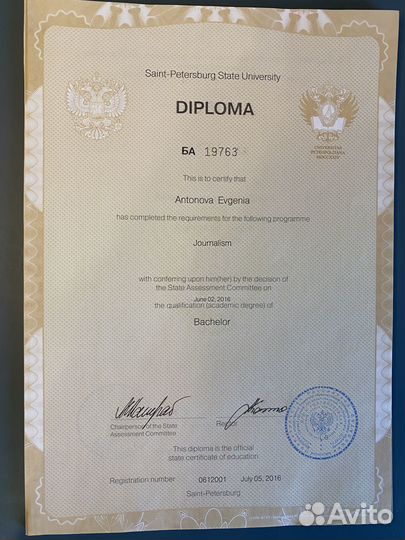 Saint-Petersburg State University
DIPLOMA
UNIVERSITAS
PETROPOLITANA
MDCCXXIV
БА 19763
This is to certify that
Antonova Evgenia
has completed the requirements for the following programme
Journalism
with conferring upon him(her) by the decision of
the State Assessment Committee on
June 02, 2016
the qualification (academic degree) of
Bachelor
Chairperson of the State
Assessment Committee
This diploma is the official
state certificate of education.
Registration number 0612001 July 05, 2016
Saint-Petersburg
Avito